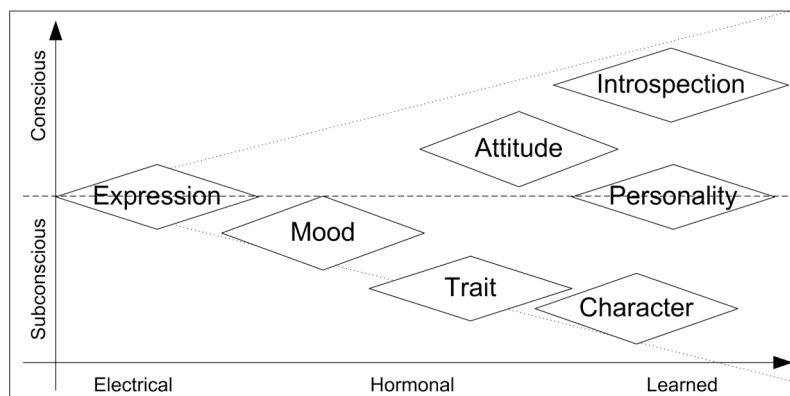 Conscious
Introspection
Attitude
Expression
Personality
Mood
Subconscious
Trait
Character
Electrical
Hormonal
Learned